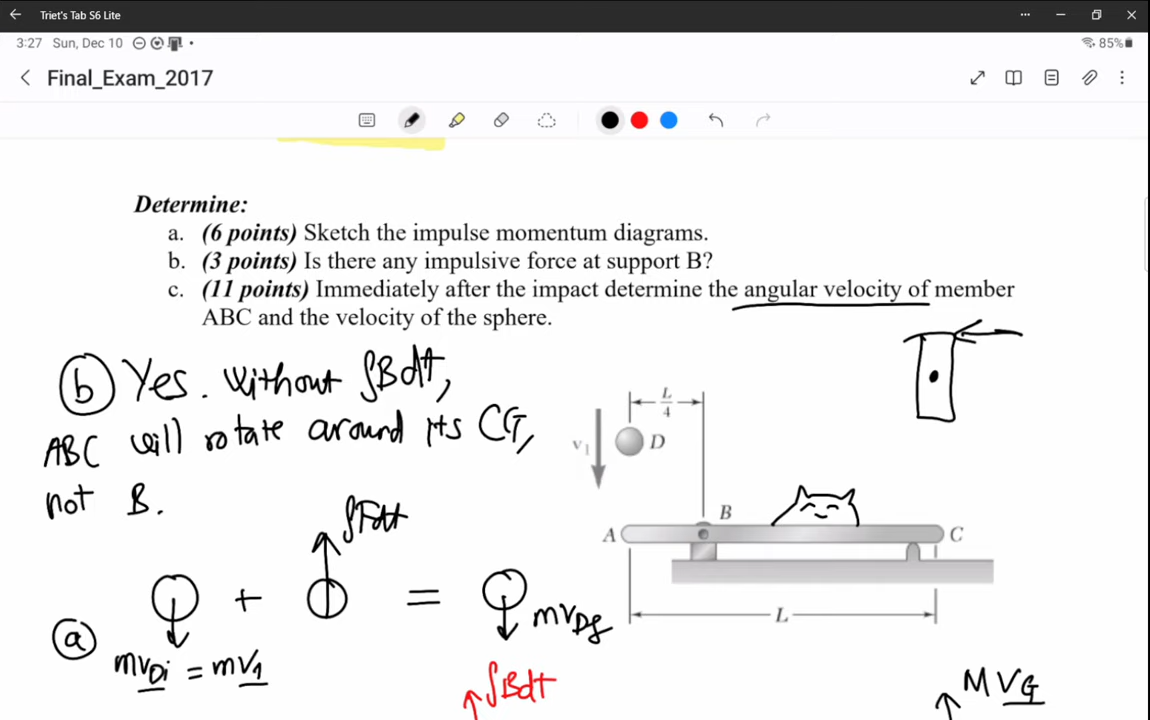 Triet's Tab S6 Lite
3:27 Sun, Dec 10 85%
Final_Exam_2017
Determine:
a. (6 points) Sketch the impulse momentum diagrams.
b. (3 points) Is there any impulsive force at support B?
c. (11 points) Immediately after the impact determine the angular velocity of member
ABC and the velocity of the sphere.
b Yes. Without ∫Bdt,
ABC will rotate around its CG,
not B.
L/4
v1 D
B
A C
L
∫Fdt
+ =
a
mvDi = mv1
mvDf
∫Bdt
MVG